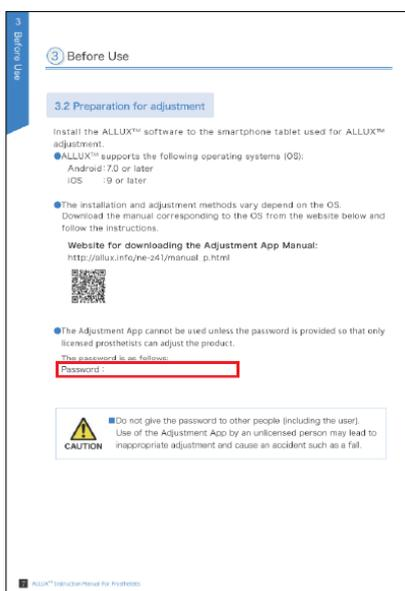 3
Before Use
3 Before Use
3.2 Preparation for adjustment
Install the ALLUX™ software to the smartphone tablet used for ALLUX™
adjustment.
●ALLUX™ supports the following operating systems (OS):
Android:7.0 or later
iOS :9 or later
●The installation and adjustment methods vary depend on the OS.
Download the manual corresponding to the OS from the website below and
follow the instructions.
Website for downloading the Adjustment App Manual:
http://allux.info/ne-z41/manual_p.html
●The Adjustment App cannot be used unless the password is provided so that only
licensed prosthetists can adjust the product.
The password is as follows:
Password :
CAUTION
■Do not give the password to other people (including the user).
Use of the Adjustment App by an unlicensed person may lead to
inappropriate adjustment and cause an accident such as a fall.
7 ALLUX™ Instruction Manual For Prosthetists